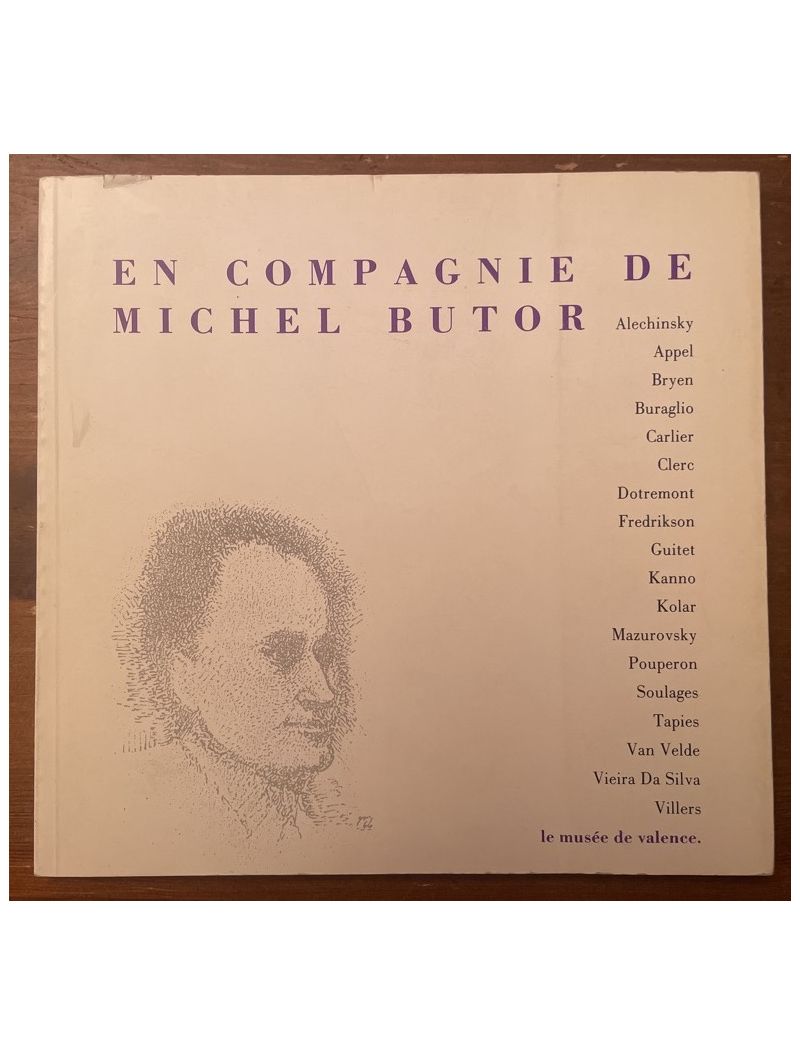 EN COMPAGNIE DE
MICHEL BUTOR
Alechinsky
Appel
Bryen
Buraglio
Carlier
Clerc
Dotremont
Fredrikson
Guitet
Kanno
Kolar
Mazurovsky
Pouperon
Soulages
Tapies
Van Velde
Vieira Da Silva
Villers
le musée de valence.